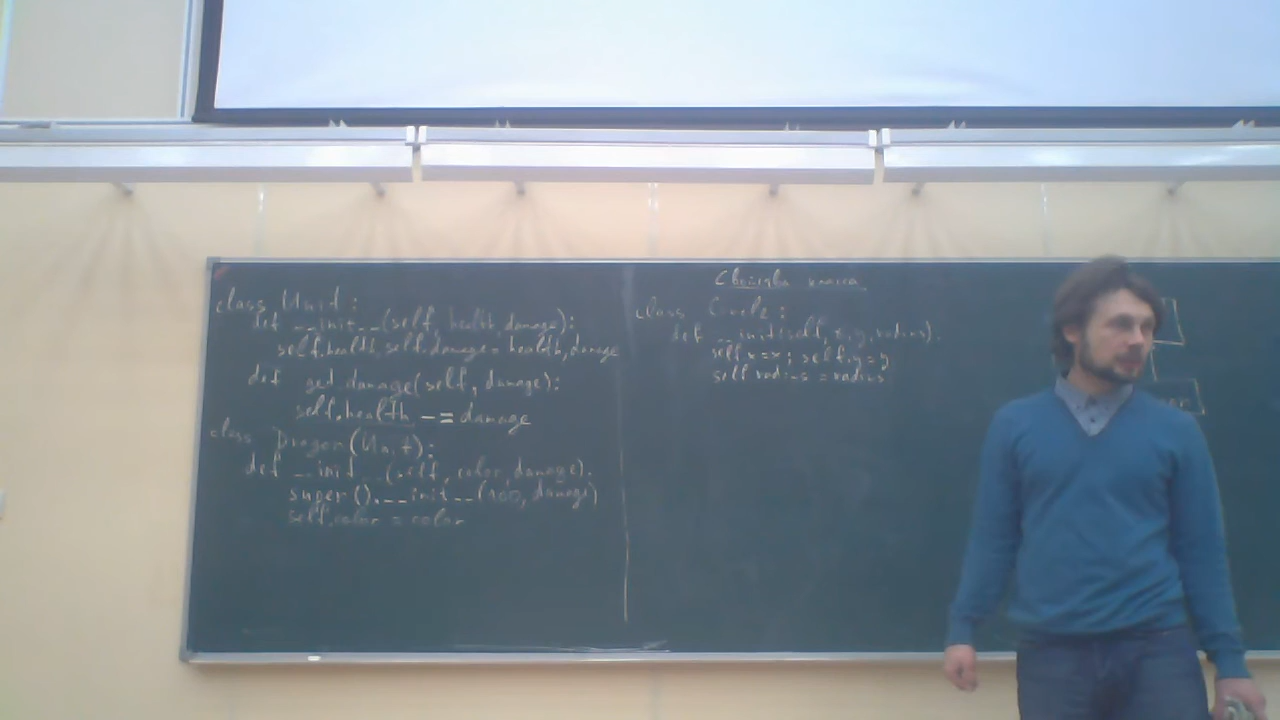 class Unit:
def __init__(self, health, damage):
self.health, self.damage = health, damage
def get_damage(self, damage):
self.health -= damage
class Dragon(Unit):
def __init__(self, color, damage):
super().__init__(100, damage)
self.color = color
Свойства класса
class Circle:
def __init__(self, x, y, radius):
self.x = x; self.y = y
self.radius = radius